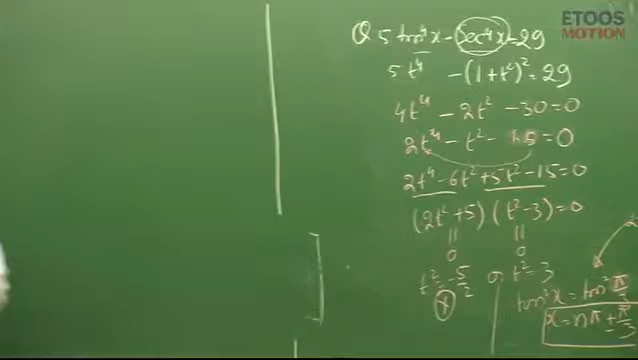 ETOOS
MOTION
Q 5 tan⁴x - sec⁴x = 29
5t⁴ - (1+t²)² = 29
4t⁴ - 2t² - 30 = 0
2t⁴ - t² - 15 = 0
2t⁴ - 6t² + 5t² - 15 = 0
(2t² + 5) (t² - 3) = 0
|| ||
0 0
t² = -5/2 or t² = 3
(x)
tan²x = tan² π/3
x = nπ ± π/3